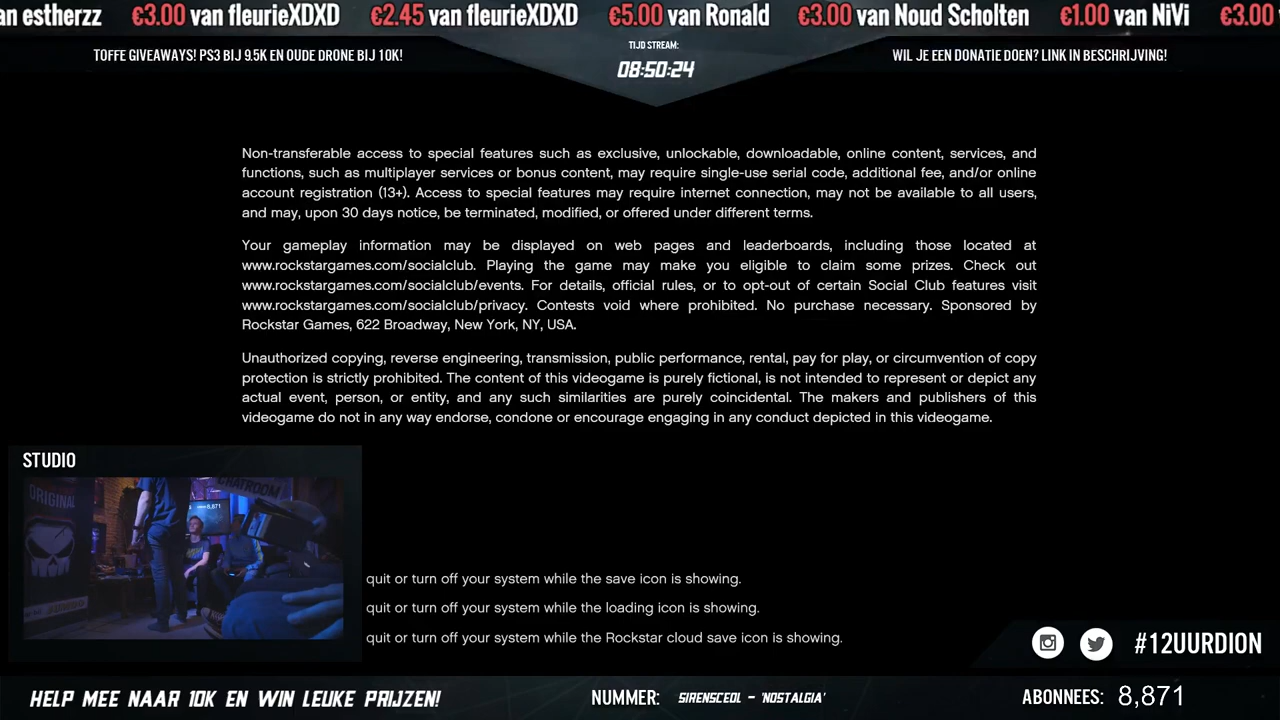 an estherzz €3.00 van fleurieXDXD €2.45 van fleurieXDXD €5.00 van Ronald €3.00 van Noud Scholten €1.00 van NiVi €3.00
TOFFE GIVEAWAYS! PS3 BIJ 9.5K EN OUDE DRONE BIJ 10K!
TIJD STREAM:
08:50:24
WIL JE EEN DONATIE DOEN? LINK IN BESCHRIJVING!
Non-transferable access to special features such as exclusive, unlockable, downloadable, online content, services, and
functions, such as multiplayer services or bonus content, may require single-use serial code, additional fee, and/or online
account registration (13+). Access to special features may require internet connection, may not be available to all users,
and may, upon 30 days notice, be terminated, modified, or offered under different terms.
Your gameplay information may be displayed on web pages and leaderboards, including those located at
www.rockstargames.com/socialclub. Playing the game may make you eligible to claim some prizes. Check out
www.rockstargames.com/socialclub/events. For details, official rules, or to opt-out of certain Social Club features visit
www.rockstargames.com/socialclub/privacy. Contests void where prohibited. No purchase necessary. Sponsored by
Rockstar Games, 622 Broadway, New York, NY, USA.
Unauthorized copying, reverse engineering, transmission, public performance, rental, pay for play, or circumvention of copy
protection is strictly prohibited. The content of this videogame is purely fictional, is not intended to represent or depict any
actual event, person, or entity, and any such similarities are purely coincidental. The makers and publishers of this
videogame do not in any way endorse, condone or encourage engaging in any conduct depicted in this videogame.
STUDIO
ORIGINAL
CHATROOM
8,871
quit or turn off your system while the save icon is showing.
quit or turn off your system while the loading icon is showing.
quit or turn off your system while the Rockstar cloud save icon is showing.
#12UURDION
HELP MEE NAAR 10K EN WIN LEUKE PRIJZEN!
NUMMER: SIRENSCEOL - 'NOSTALGIA'
ABONNEES: 8,871